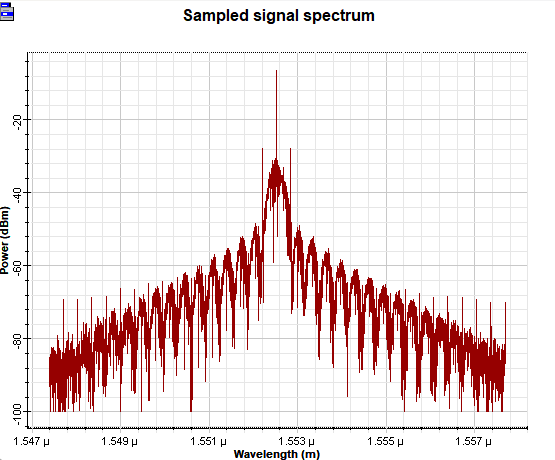 Sampled signal spectrum
Power (dBm)
-20
-40
-60
-80
-100
1.547 µ 1.549 µ 1.551 µ 1.553 µ 1.555 µ 1.557 µ
Wavelength (m)